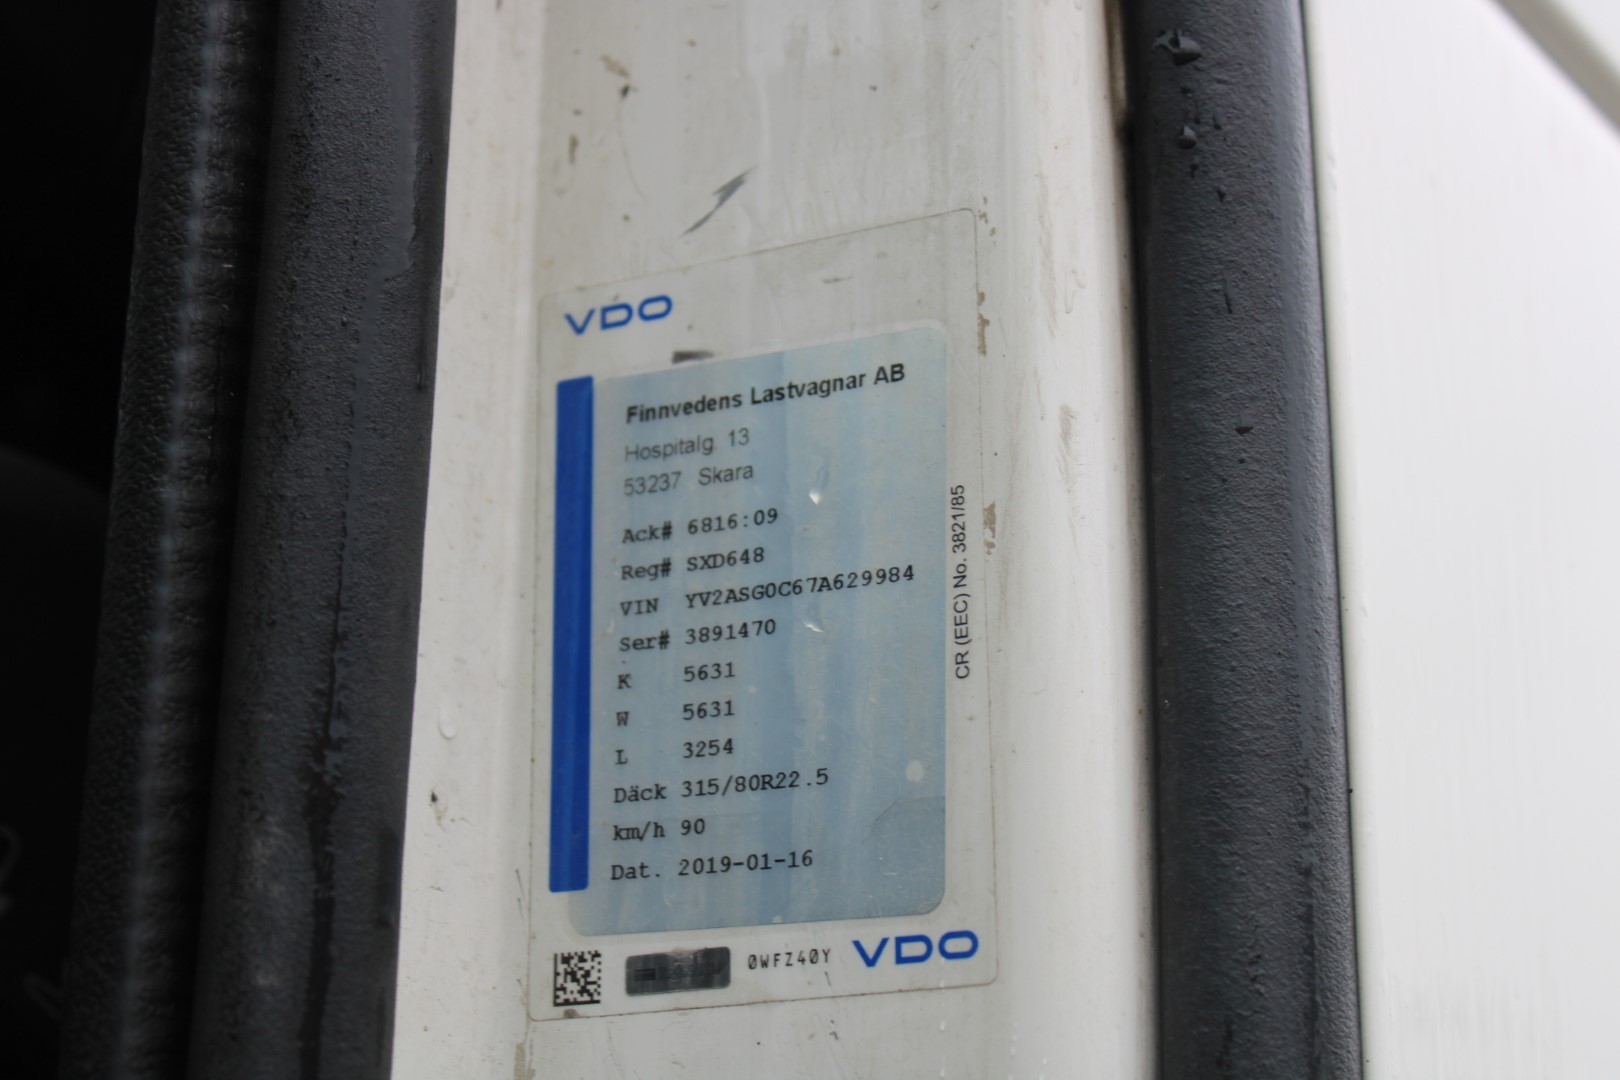 VDO
Finnvedens Lastvagnar AB
Hospitalg. 13
53237 Skara
Ack# 6816:09
Reg# SXD648
VIN YV2ASG0C67A629984
Ser# 3891470
K 5631
W 5631
L 3254
Däck 315/80R22.5
km/h 90
Dat. 2019-01-16
CR (EEC) No. 3821/85
0WFZ40Y
VDO